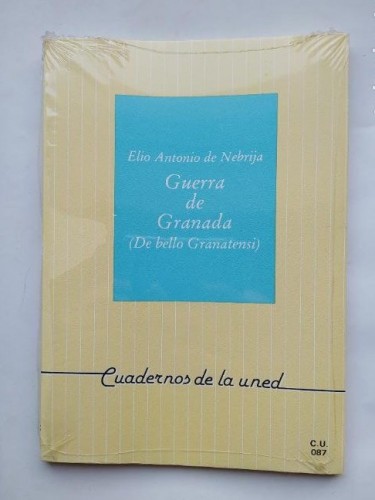 Elio Antonio de Nebrija
Guerra
de
Granada
(De bello Granatensi)
Cuadernos de la uned
C.U.
087